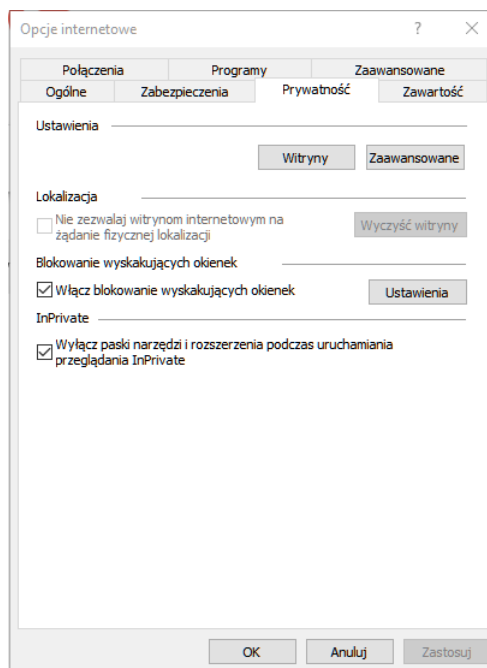 Opcje internetowe ?
Połączenia Programy Zaawansowane
Ogólne Zabezpieczenia Prywatność Zawartość
Ustawienia
Witryny Zaawansowane
Lokalizacja
Nie zezwalaj witrynom internetowym na
żądanie fizycznej lokalizacji
Wyczyść witryny
Blokowanie wyskakujących okienek
Włącz blokowanie wyskakujących okienek Ustawienia
InPrivate
Wyłącz paski narzędzi i rozszerzenia podczas uruchamiania
przeglądania InPrivate
OK Anuluj Zastosuj